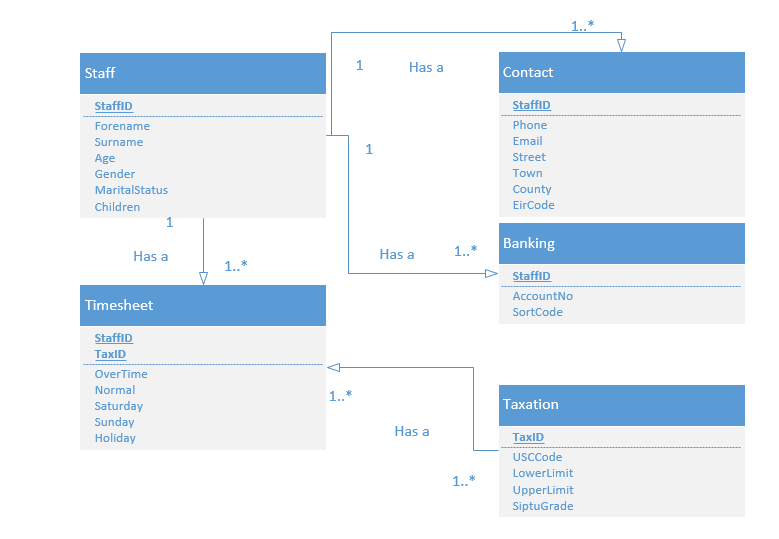 Staff
StaffID
Forename
Surname
Age
Gender
MaritalStatus
Children
1
Has a
1..*
Contact
StaffID
Phone
Email
Street
Town
County
EirCode
1
Has a
1..*
Banking
StaffID
AccountNo
SortCode
1
Has a
1..*
Timesheet
StaffID
TaxID
OverTime
Normal
Saturday
Sunday
Holiday
1..*
Has a
1..*
Taxation
TaxID
USCCode
LowerLimit
UpperLimit
SiptuGrade